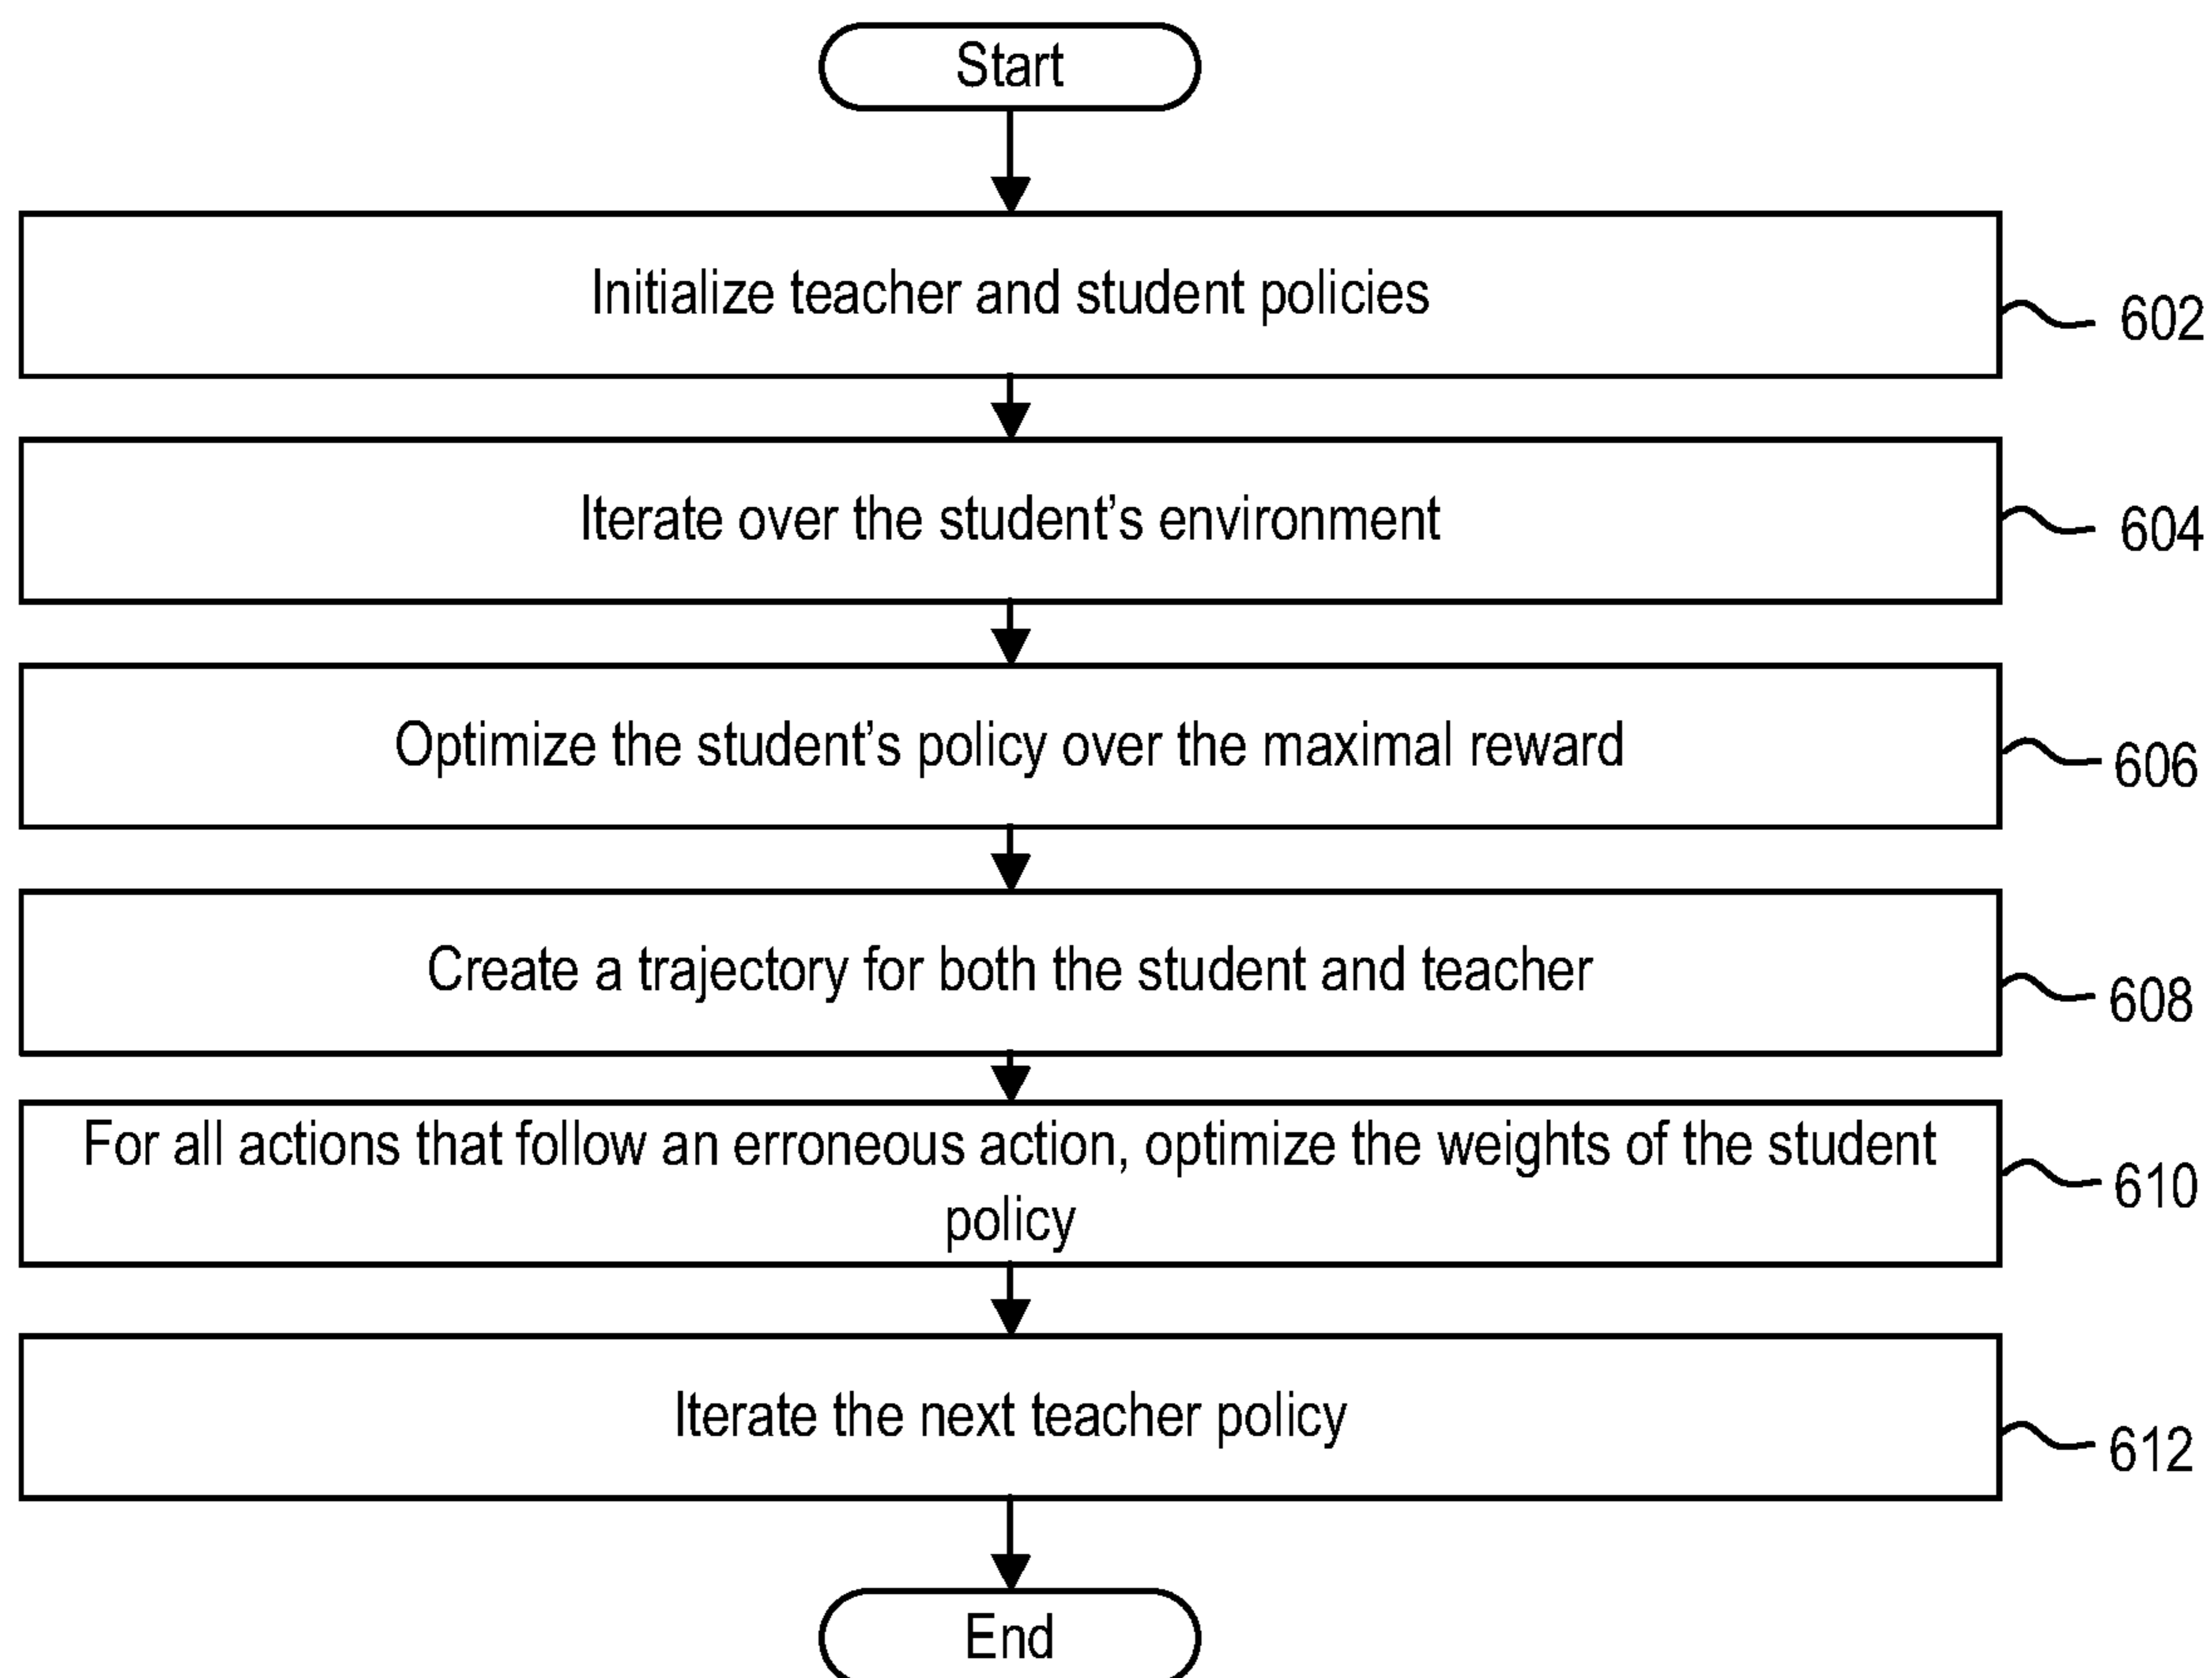 Start
Initialize teacher and student policies
602
Iterate over the student’s environment
604
Optimize the student’s policy over the maximal reward
606
Create a trajectory for both the student and teacher
608
For all actions that follow an erroneous action, optimize the weights of the student
policy
610
Iterate the next teacher policy
612
End